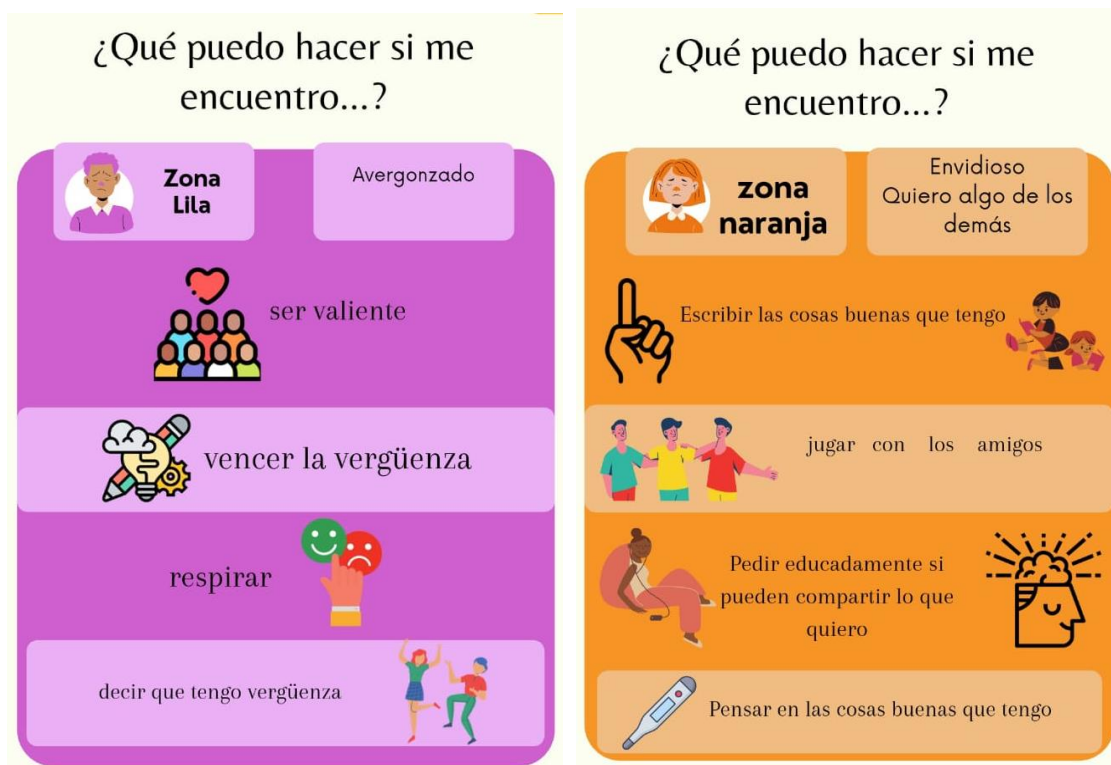 ¿Qué puedo hacer si me
encuentro...?
Zona
Lila
Avergonzado
ser valiente
vencer la vergüenza
respirar
decir que tengo vergüenza
¿Qué puedo hacer si me
encuentro...?
zona
naranja
Envidioso
Quiero algo de los
demás
Escribir las cosas buenas que tengo
jugar con los amigos
Pedir educadamente si
pueden compartir lo que
quiero
Pensar en las cosas buenas que tengo